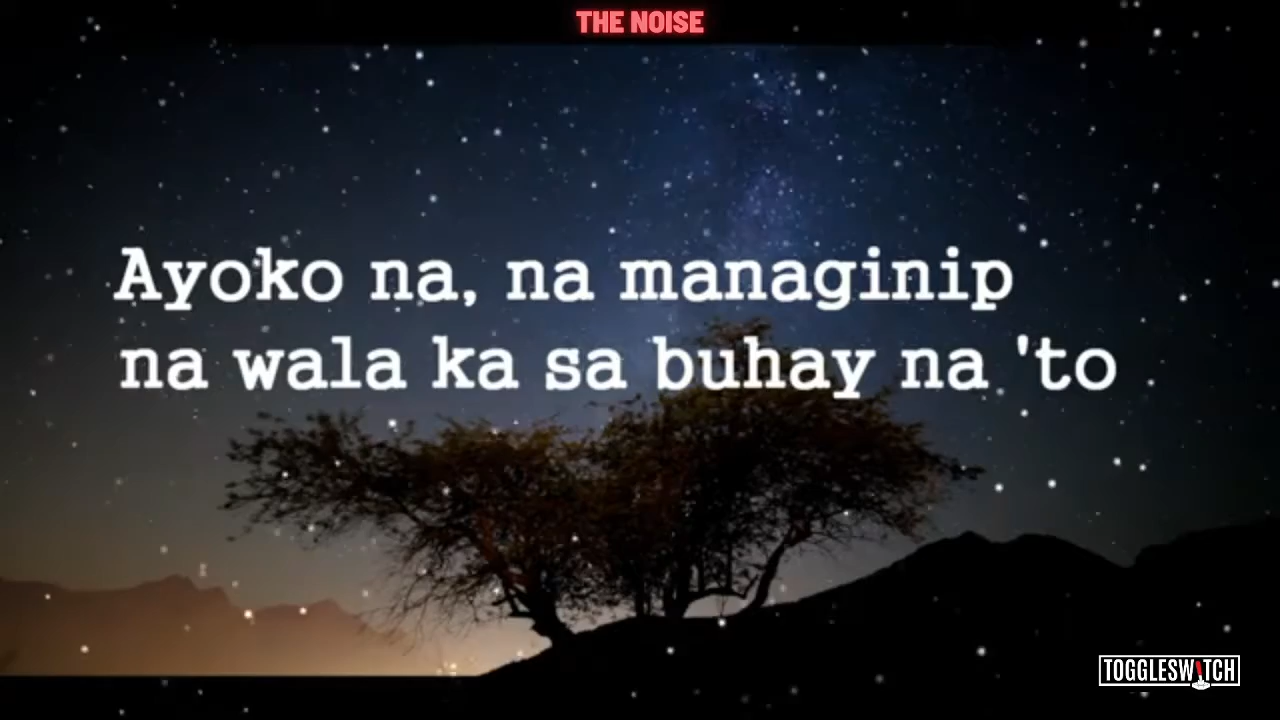 THE NOISE
Ayoko na, na managinip
na wala ka sa buhay na 'to
TOGGLESWITCH